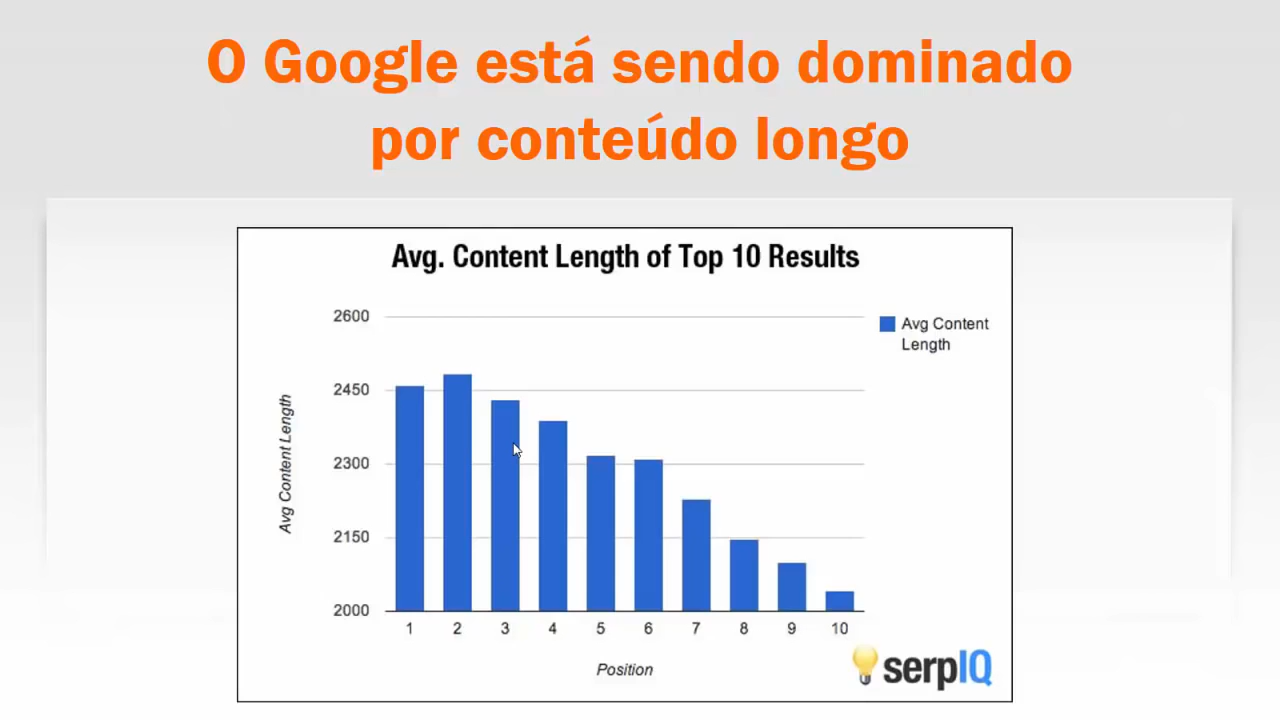 O Google está sendo dominado
por conteúdo longo
Avg. Content Length of Top 10 Results
2600
2450
2300
2150
2000
Avg Content Length
Avg Content
Length
1 2 3 4 5 6 7 8 9 10
Position
serpIQ